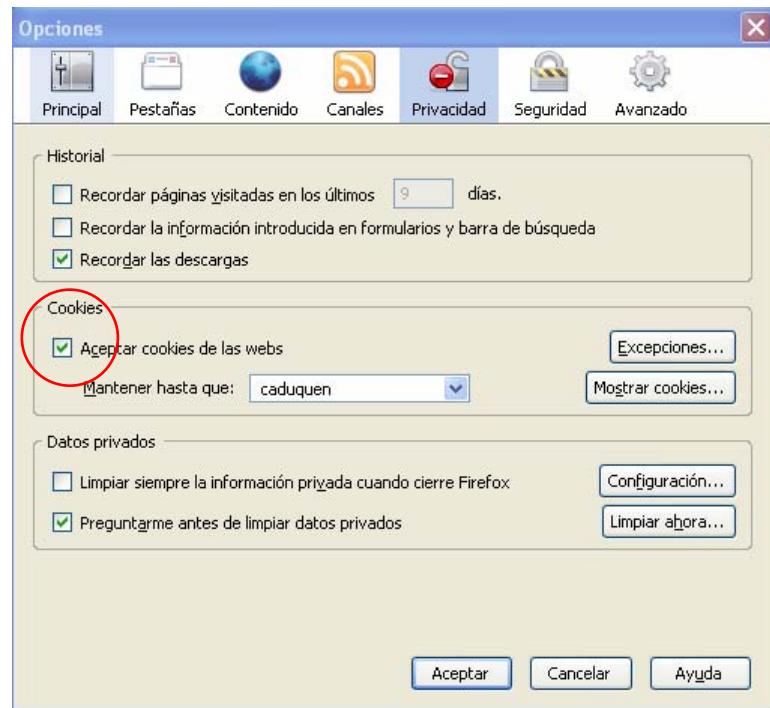 Opciones
Principal Pestañas Contenido Canales Privacidad Seguridad Avanzado
Historial
Recordar páginas visitadas en los últimos 9 días.
Recordar la información introducida en formularios y barra de búsqueda
Recordar las descargas
Cookies
Aceptar cookies de las webs Excepciones...
Mantener hasta que: caduquen Mostrar cookies...
Datos privados
Limpiar siempre la información privada cuando cierre Firefox Configuración...
Preguntarme antes de limpiar datos privados Limpiar ahora...
Aceptar Cancelar Ayuda